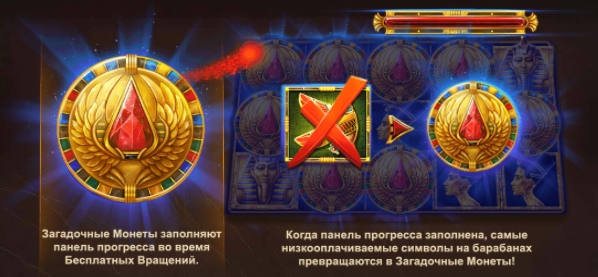 Загадочные Монеты заполняют
панель прогресса во время
Бесплатных Вращений.
Когда панель прогресса заполнена, самые
низкооплачиваемые символы на барабанах
превращаются в Загадочные Монеты!